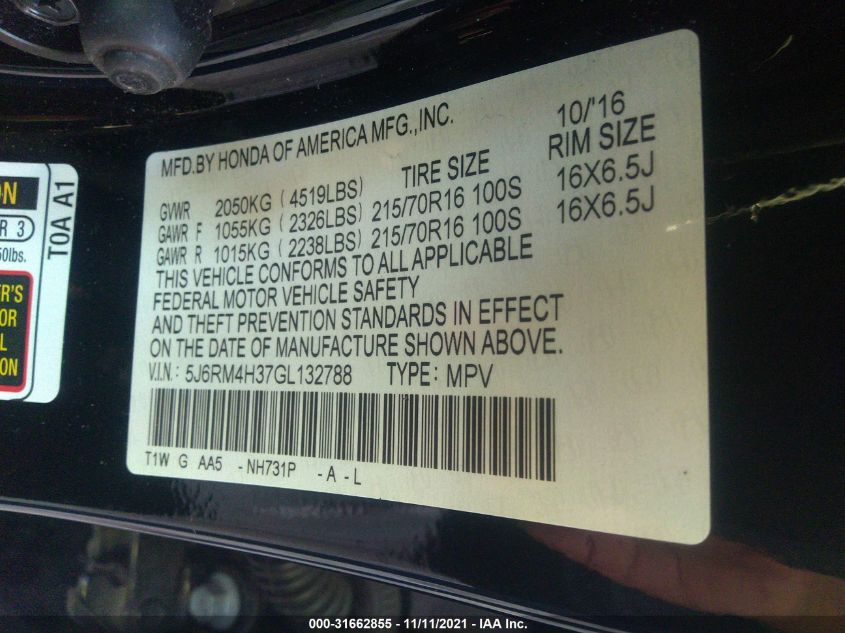 MFD.BY HONDA OF AMERICA MFG.,INC. 10/'16
TIRE SIZE RIM SIZE
GVWR 2050KG (4519LBS)
GAWR F 1055KG (2326LBS) 215/70R16 100S 16X6.5J
GAWR R 1015KG (2238LBS) 215/70R16 100S 16X6.5J
THIS VEHICLE CONFORMS TO ALL APPLICABLE
FEDERAL MOTOR VEHICLE SAFETY
AND THEFT PREVENTION STANDARDS IN EFFECT
ON THE DATE OF MANUFACTURE SHOWN ABOVE.
V.I.N.: 5J6RM4H37GL132788 TYPE: MPV
T1W G AA5 - NH731P - A - L
T0A A1
R 3
50lbs.
000-31662855 - 11/11/2021 - IAA Inc.